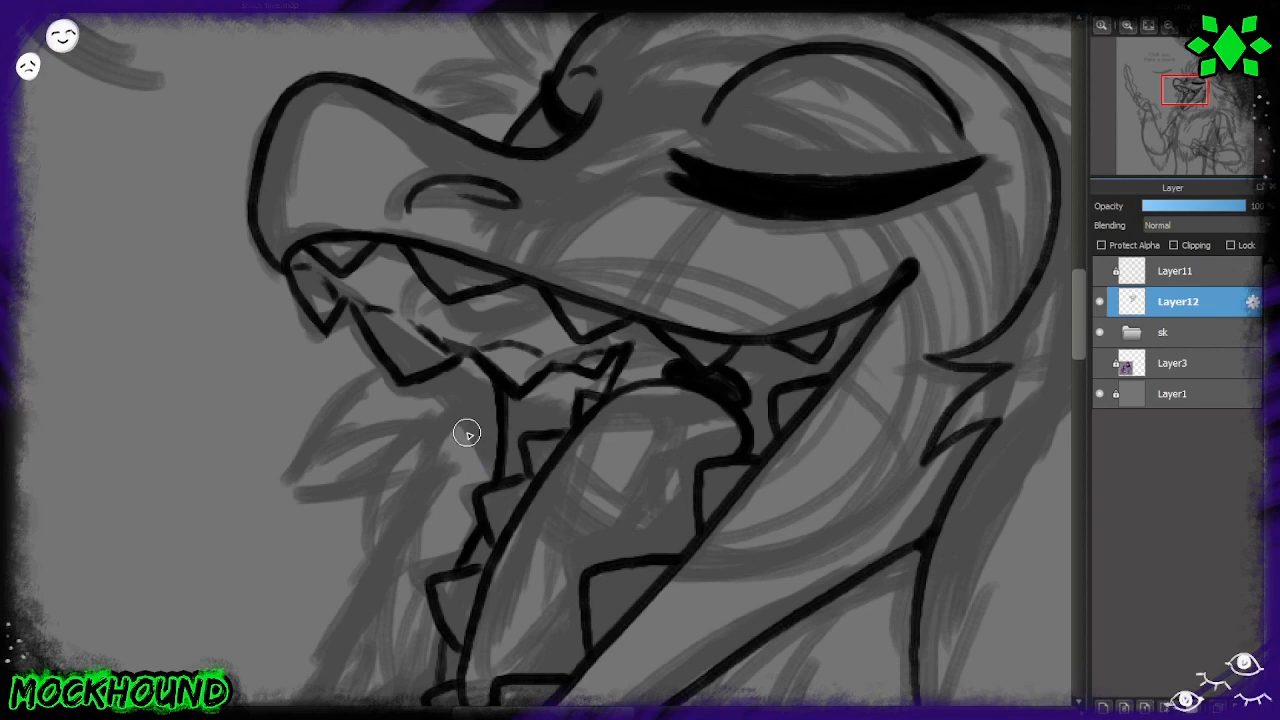 Layer
Opacity 100
Blending Normal
Protect Alpha Clipping Lock
Layer11
Layer12
sk
Layer3
Layer1
MOCKHOUND